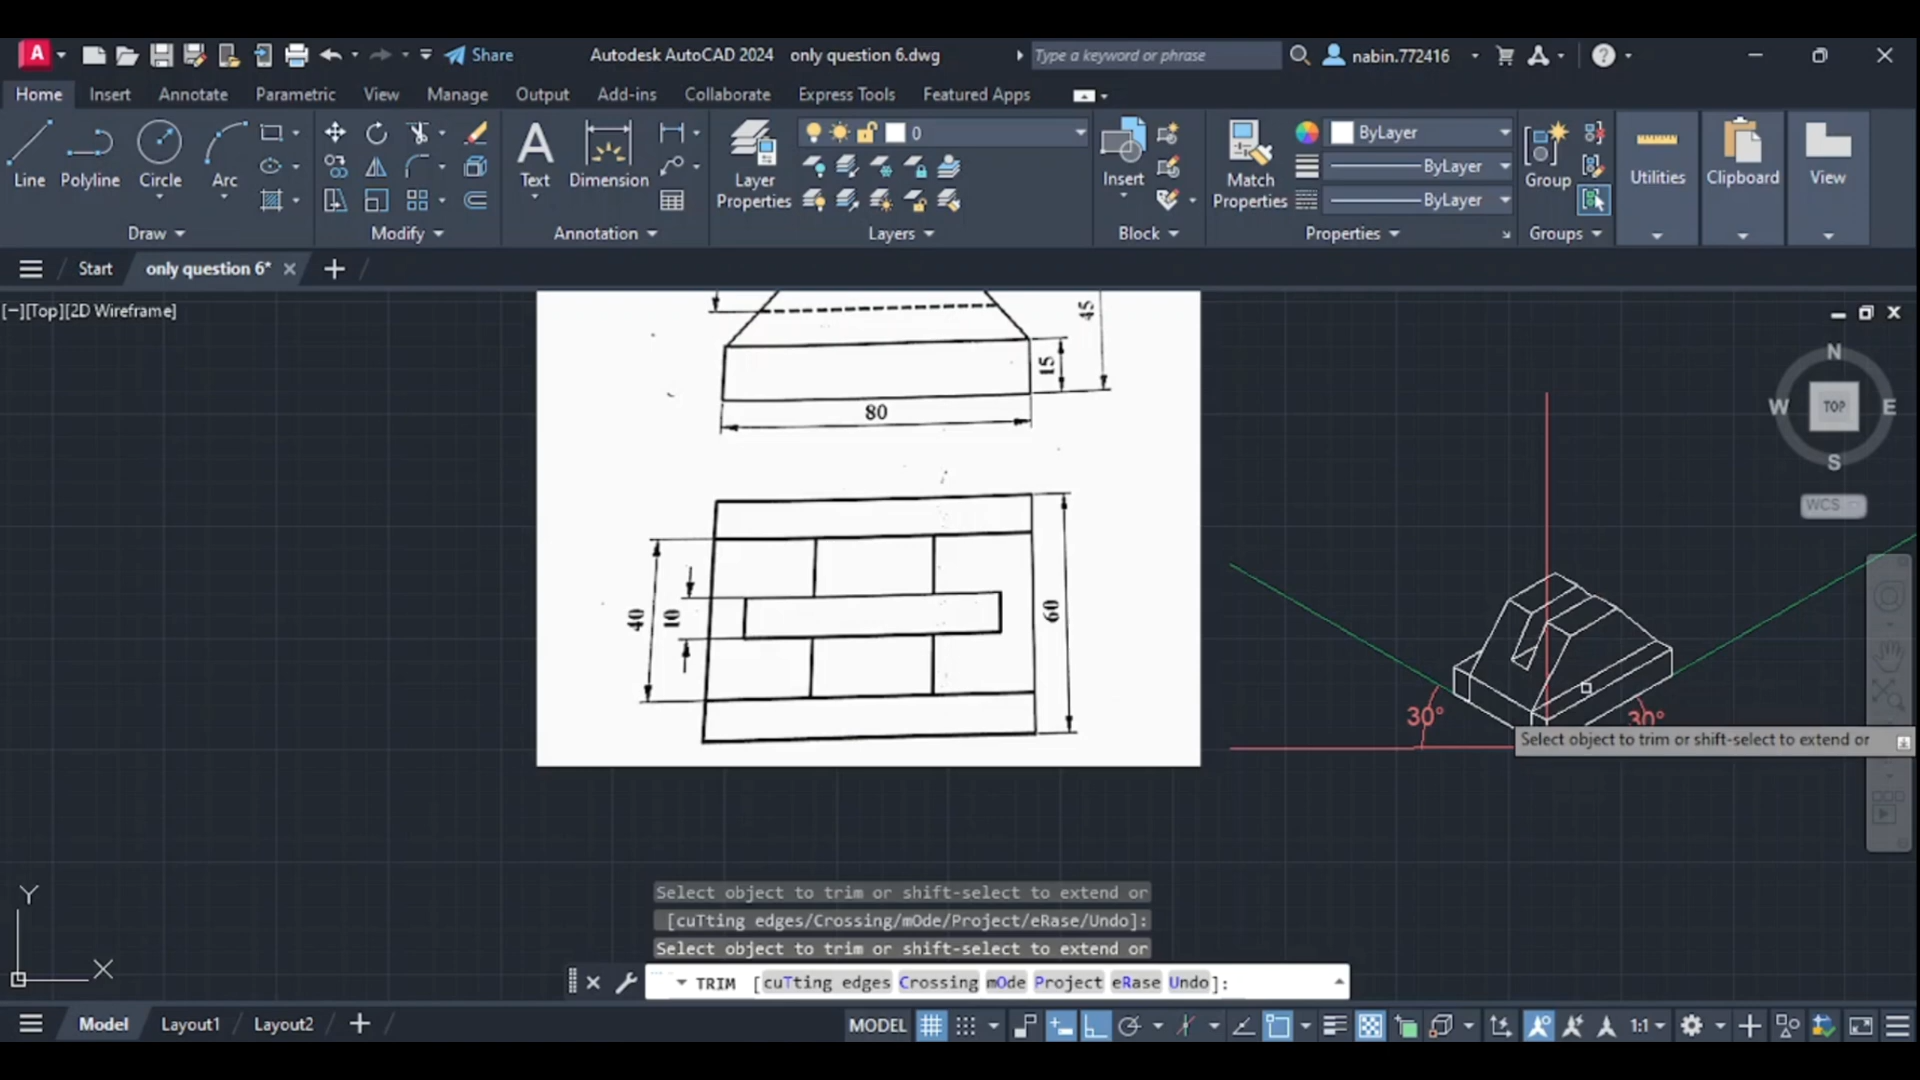 A Share Autodesk AutoCAD 2024 only question 6.dwg Type a keyword or phrase nabin.772416
Home Insert Annotate Parametric View Manage Output Add-ins Collaborate Express Tools Featured Apps
Line Polyline Circle Arc
Text Dimension
Layer Properties
0
Insert
Match Properties
ByLayer
ByLayer
ByLayer
Group
Utilities Clipboard View
Draw Modify Annotation Layers Block Properties Groups
Start only question 6*
[−][Top][2D Wireframe]
45
15
80
40
10
60
N
W TOP E
S
WCS
30°
30°
Select object to trim or shift-select to extend or
Y
X
Select object to trim or shift-select to extend or
[cuTting edges/Crossing/mOde/Project/eRase/Undo]:
Select object to trim or shift-select to extend or
TRIM [cuTting edges Crossing mOde Project eRase Undo]:
Model Layout1 Layout2 MODEL 1:1